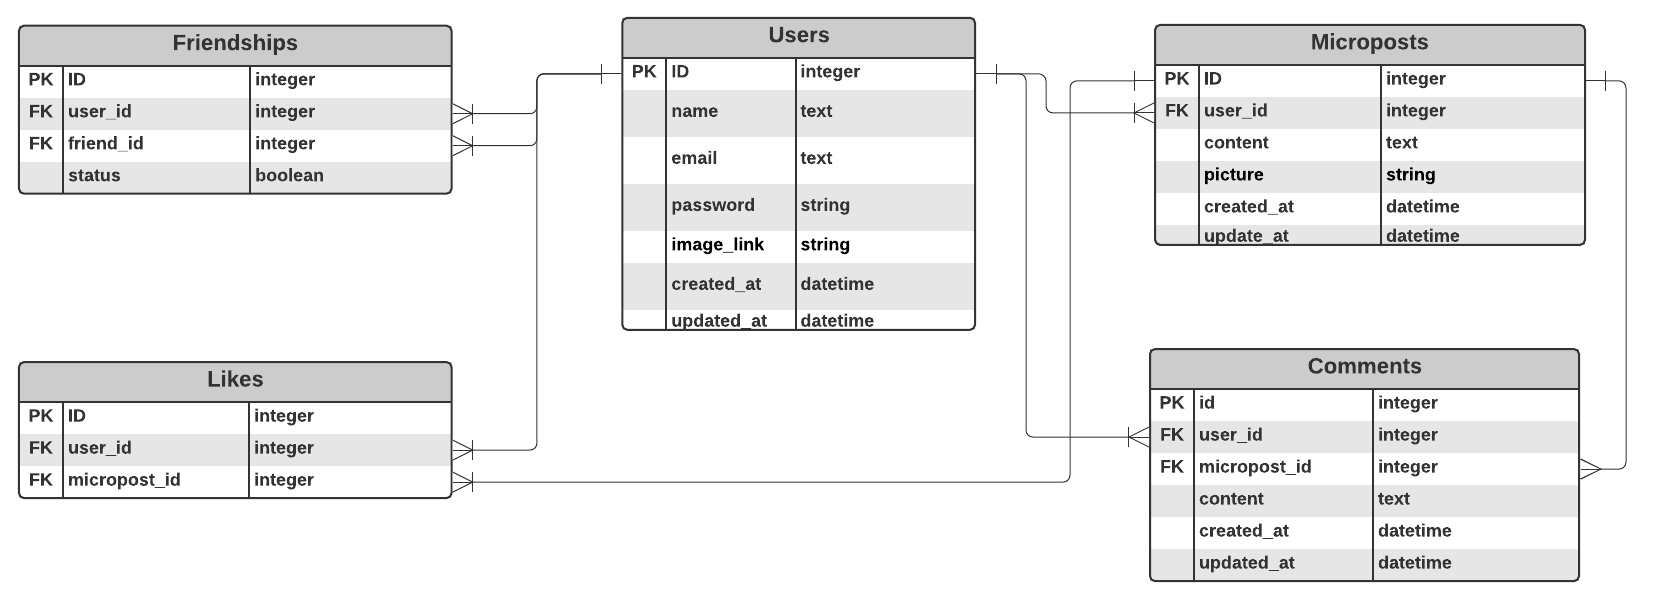 Friendships
PK ID integer
FK user_id integer
FK friend_id integer
status boolean
Users
PK ID integer
name text
email text
password string
image_link string
created_at datetime
updated_at datetime
Microposts
PK ID integer
FK user_id integer
content text
picture string
created_at datetime
update_at datetime
Likes
PK ID integer
FK user_id integer
FK micropost_id integer
Comments
PK id integer
FK user_id integer
FK micropost_id integer
content text
created_at datetime
updated_at datetime